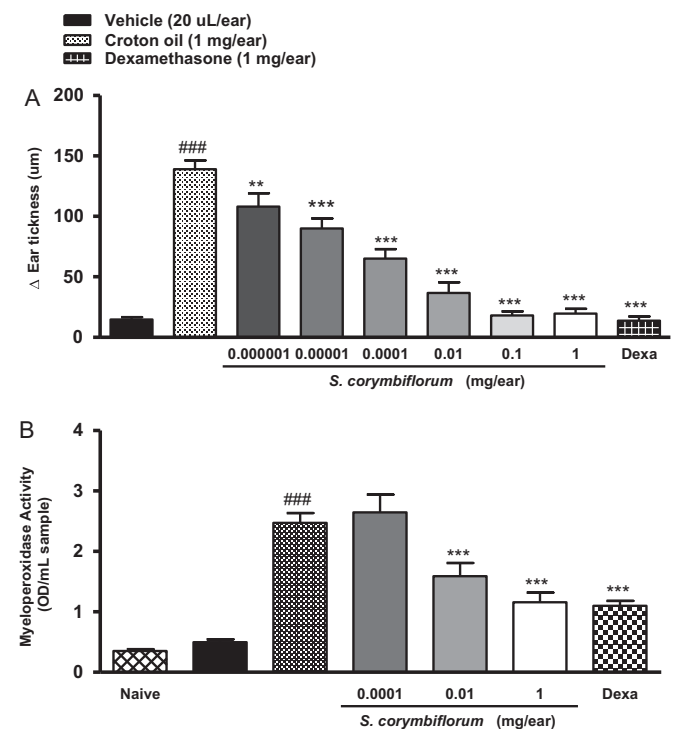 Vehicle (20 uL/ear)
Croton oil (1 mg/ear)
Dexamethasone (1 mg/ear)
A
200
150
100
50
0
Δ Ear tickness (um)
###
**
***
***
***
***
***
***
0.000001 0.00001 0.0001 0.01 0.1 1 Dexa
S. corymbiflorum (mg/ear)
B
4
3
2
1
0
Myeloperoxidase Activity
(OD/mL sample)
###
***
***
***
Naive 0.0001 0.01 1 Dexa
S. corymbiflorum (mg/ear)